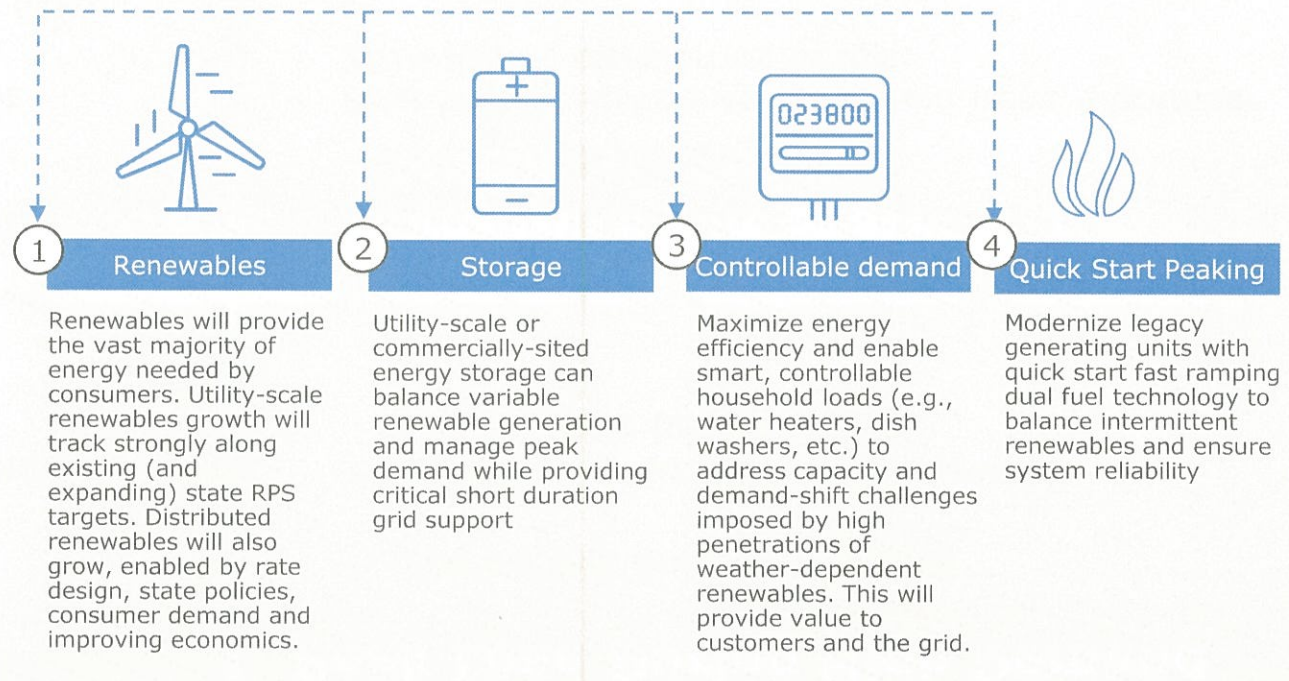 023800
1
Renewables
Renewables will provide
the vast majority of
energy needed by
consumers. Utility-scale
renewables growth will
track strongly along
existing (and
expanding) state RPS
targets. Distributed
renewables will also
grow, enabled by rate
design, state policies,
consumer demand and
improving economics.
2
Storage
Utility-scale or
commercially-sited
energy storage can
balance variable
renewable generation
and manage peak
demand while providing
critical short duration
grid support
3
Controllable demand
Maximize energy
efficiency and enable
smart, controllable
household loads (e.g.,
water heaters, dish
washers, etc.) to
address capacity and
demand-shift challenges
imposed by high
penetrations of
weather-dependent
renewables. This will
provide value to
customers and the grid.
4
Quick Start Peaking
Modernize legacy
generating units with
quick start fast ramping
dual fuel technology to
balance intermittent
renewables and ensure
system reliability